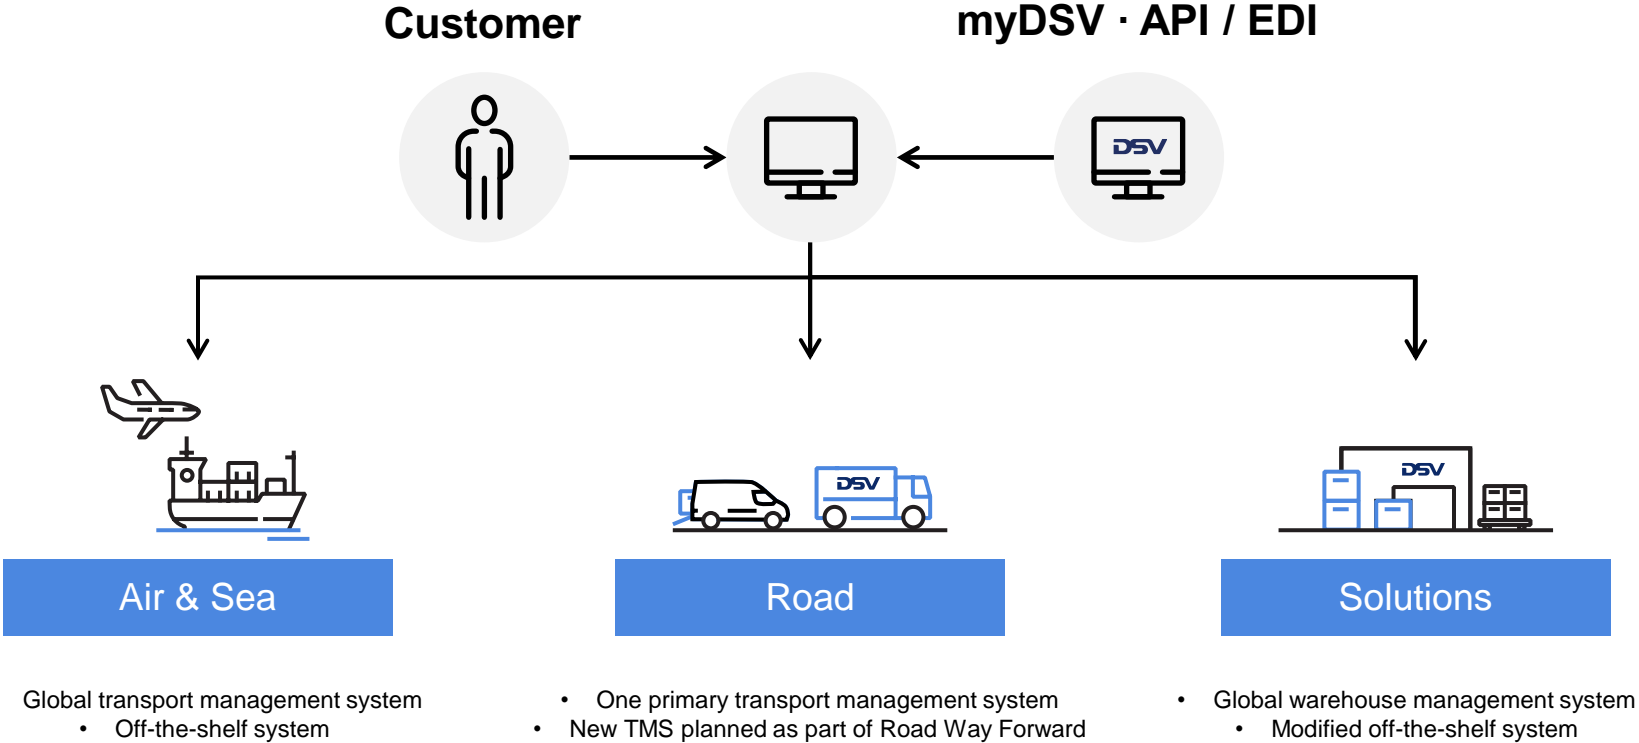 Customer
myDSV · API / EDI
DSV
DSV
DSV
Air & Sea
Road
Solutions
Global transport management system
• Off-the-shelf system
• One primary transport management system
• New TMS planned as part of Road Way Forward
• Global warehouse management system
• Modified off-the-shelf system